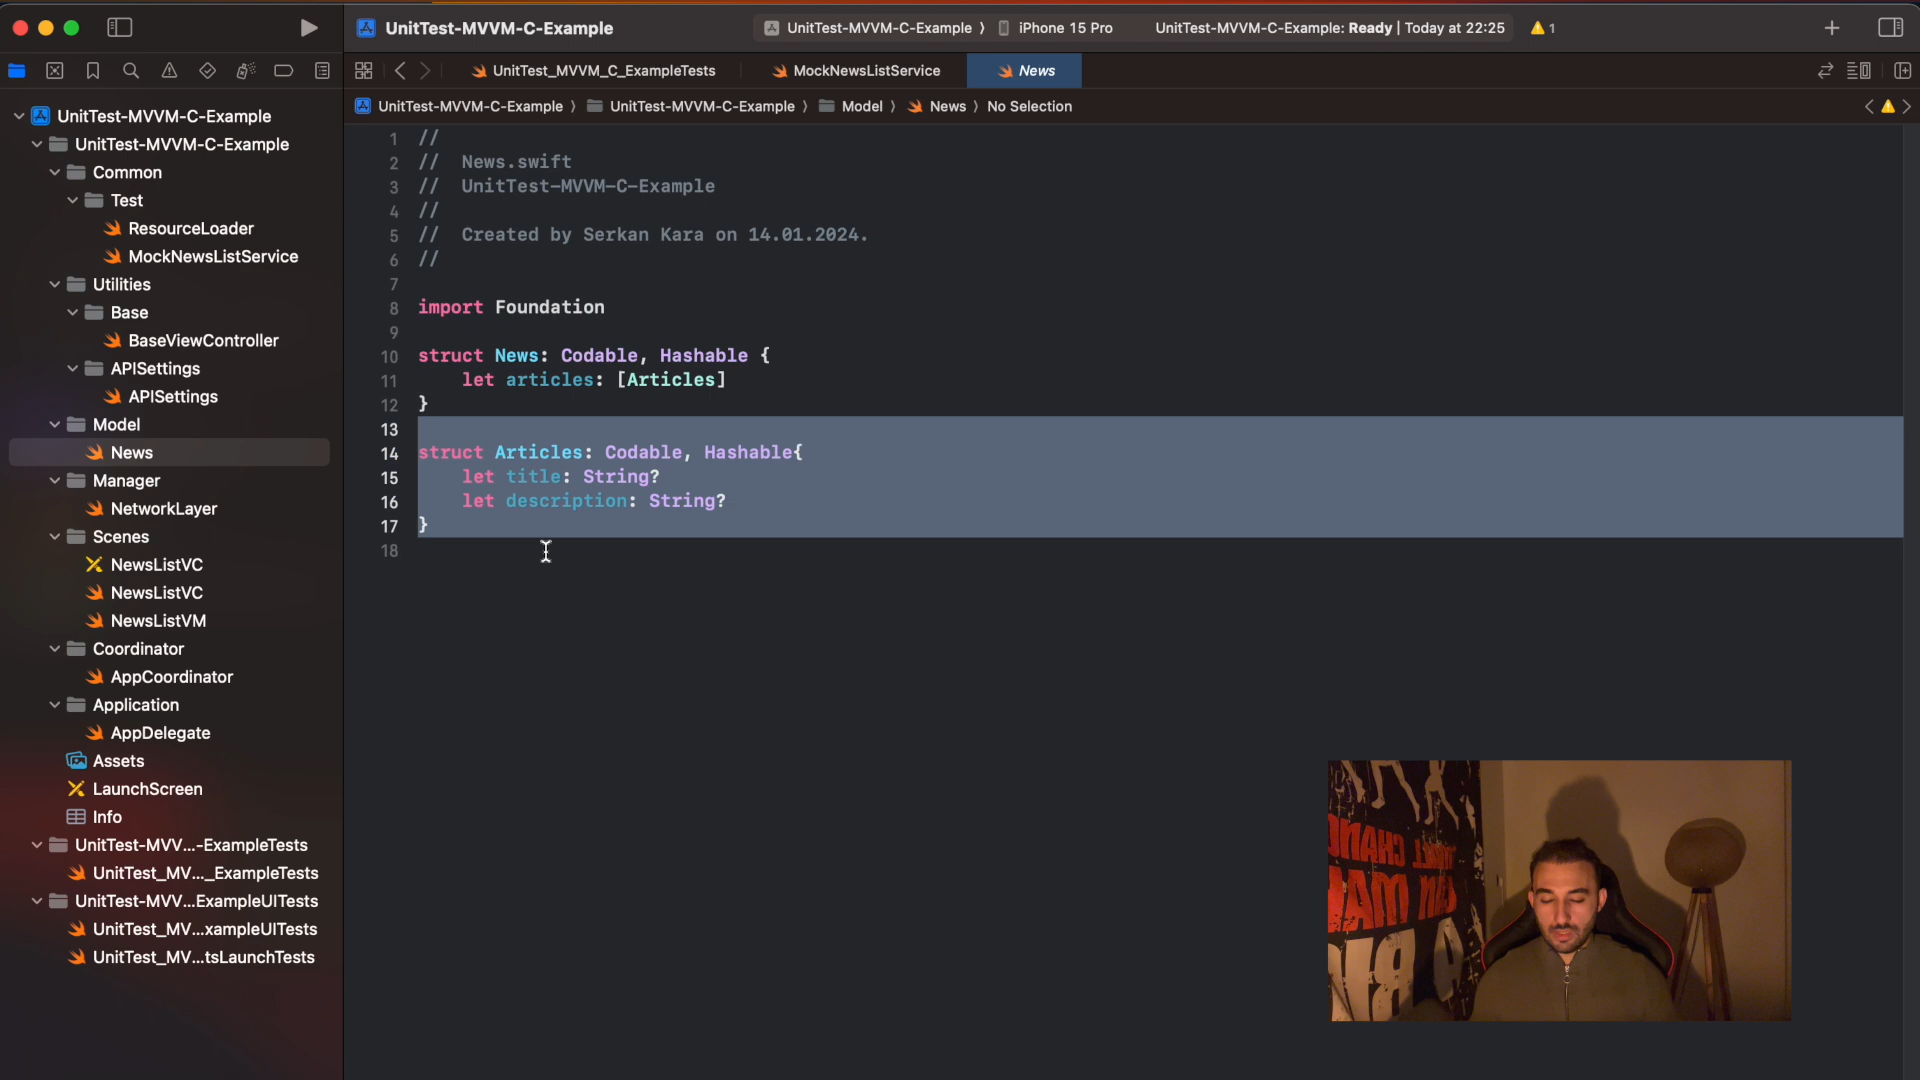 UnitTest-MVVM-C-Example
UnitTest-MVVM-C-Example 〉 iPhone 15 Pro
UnitTest-MVVM-C-Example: Ready | Today at 22:25
1
UnitTest_MVVM_C_ExampleTests
MockNewsListService
News
UnitTest-MVVM-C-Example 〉 UnitTest-MVVM-C-Example 〉 Model 〉 News 〉 No Selection
UnitTest-MVVM-C-Example
UnitTest-MVVM-C-Example
Common
Test
ResourceLoader
MockNewsListService
Utilities
Base
BaseViewController
APISettings
APISettings
Model
News
Manager
NetworkLayer
Scenes
NewsListVC
NewsListVC
NewsListVM
Coordinator
AppCoordinator
Application
AppDelegate
Assets
LaunchScreen
Info
UnitTest-MVV...-ExampleTests
UnitTest_MV..._ExampleTests
UnitTest-MVV...ExampleUITests
UnitTest_MV...xampleUITests
UnitTest_MV...tsLaunchTests
1 //
2 // News.swift
3 // UnitTest-MVVM-C-Example
4 //
5 // Created by Serkan Kara on 14.01.2024.
6 //
7
8 import Foundation
9
10 struct News: Codable, Hashable {
11 let articles: [Articles]
12 }
13
14 struct Articles: Codable, Hashable{
15 let title: String?
16 let description: String?
17 }
18